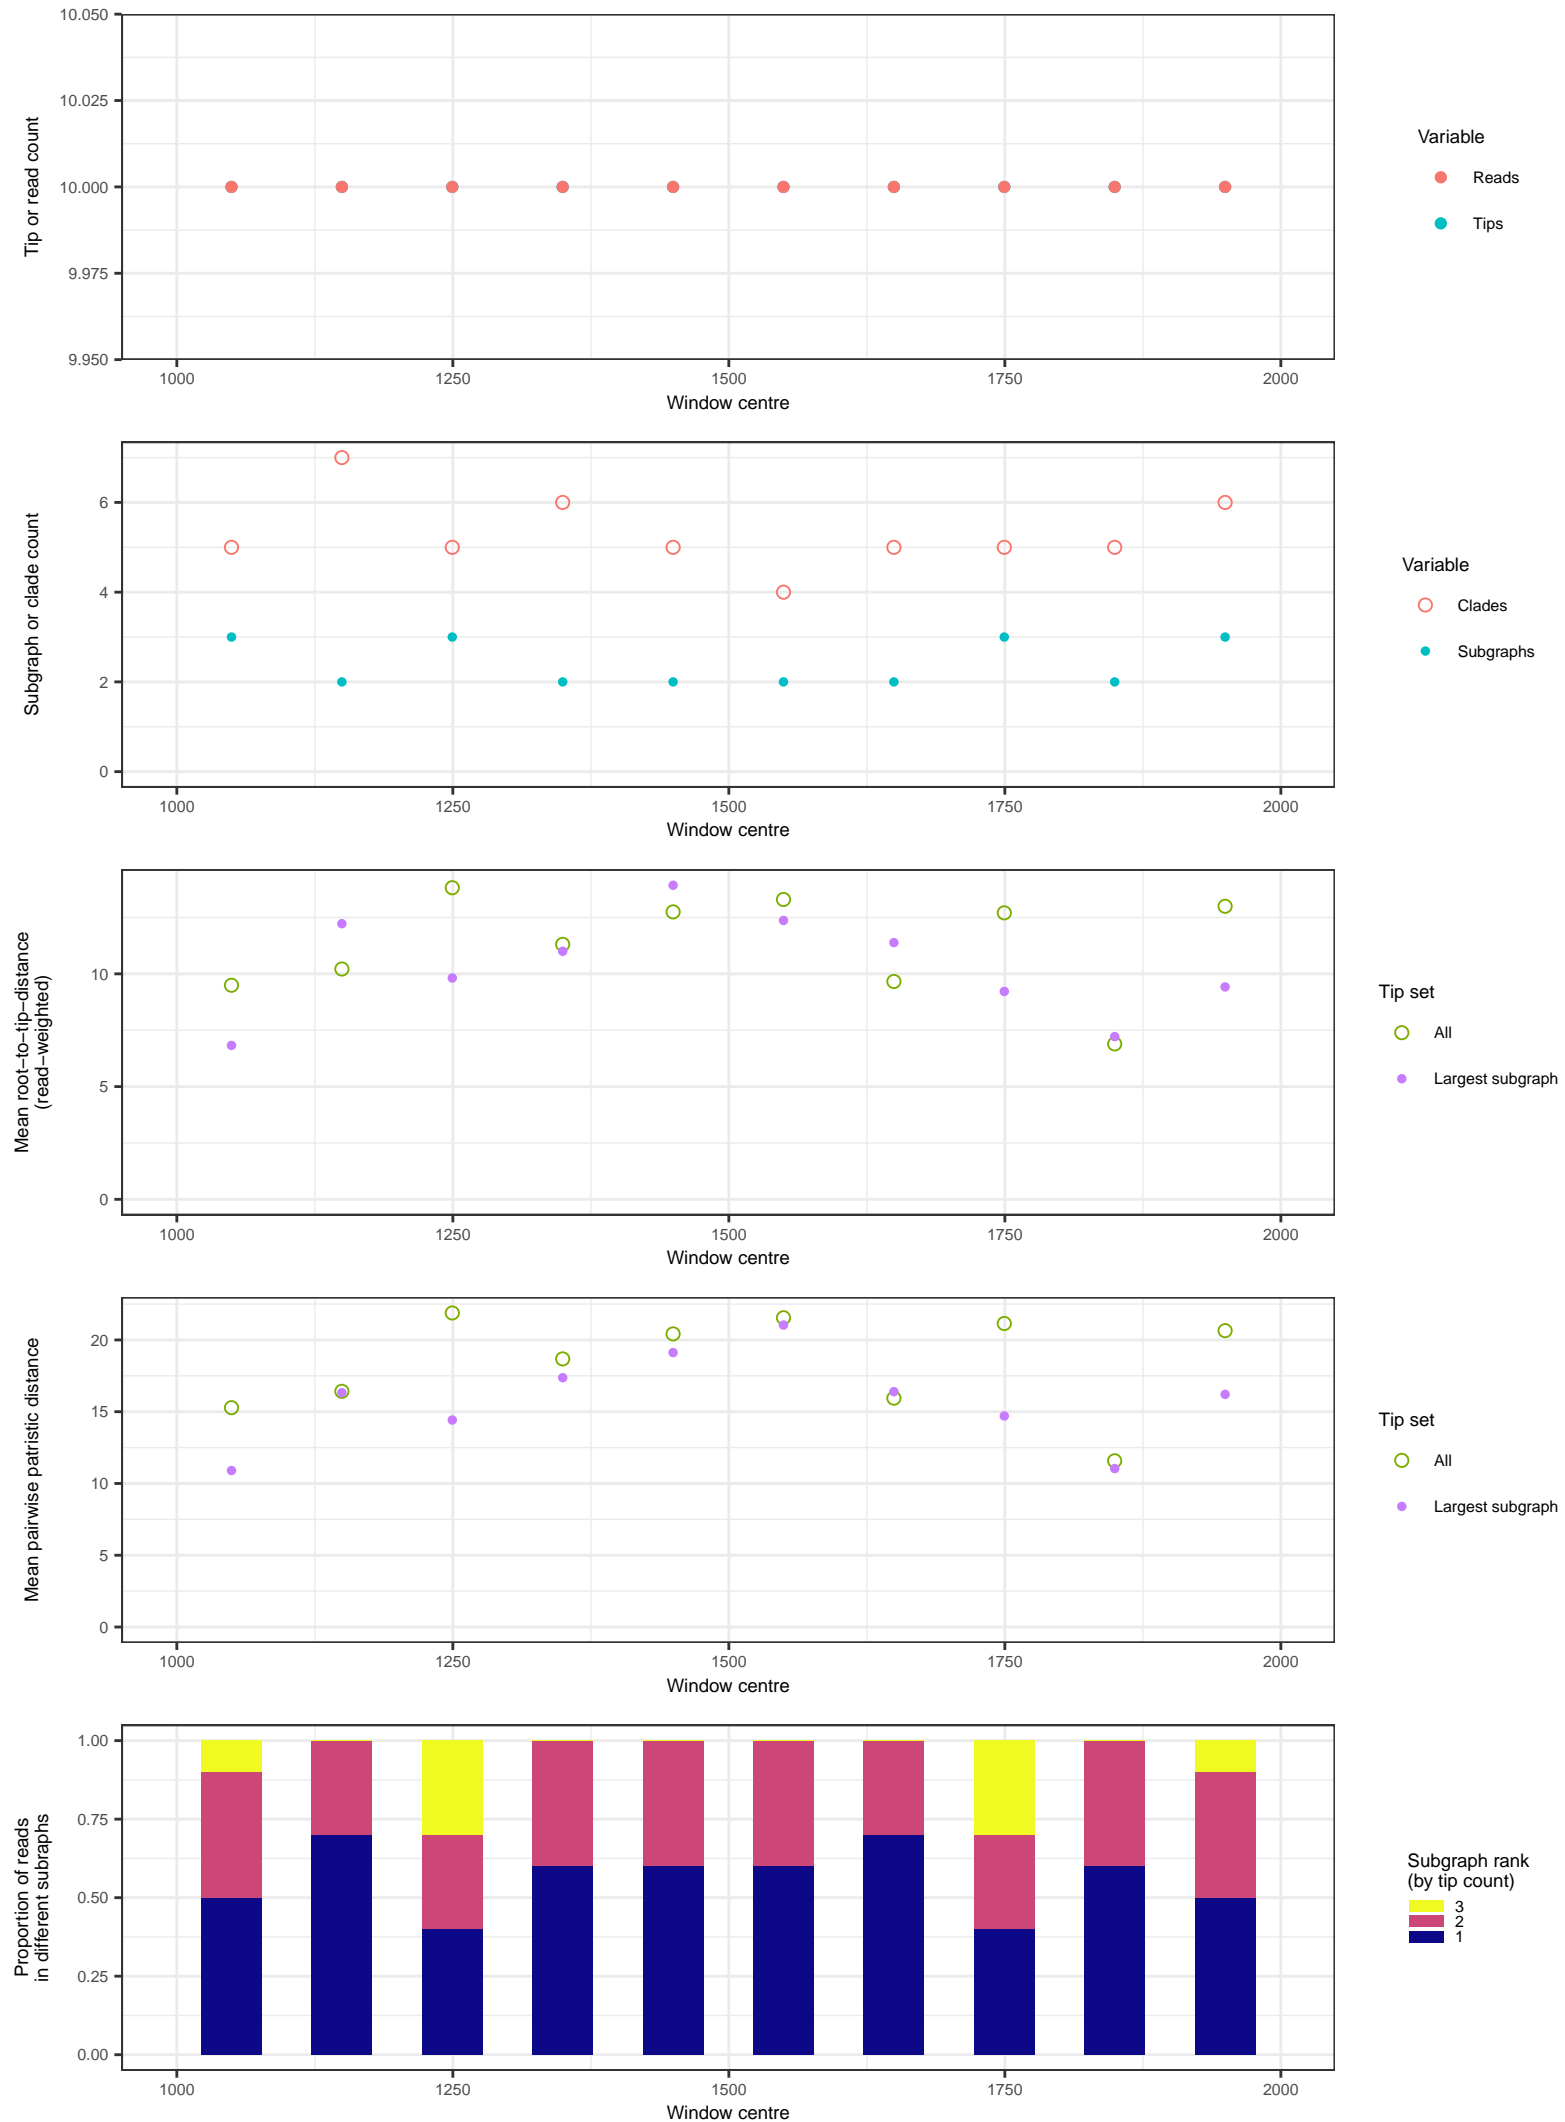 10.050
10.025
10.000
9.975
9.950
Tip or read count
1000 1250 1500 1750 2000
Window centre
Variable
Reads
Tips
6
4
2
0
Subgraph or clade count
1000 1250 1500 1750 2000
Window centre
Variable
Clades
Subgraphs
10
5
0
Mean root−to−tip−distance
(read−weighted)
1000 1250 1500 1750 2000
Window centre
Tip set
All
Largest subgraph
20
15
10
5
0
Mean pairwise patristic distance
1000 1250 1500 1750 2000
Window centre
Tip set
All
Largest subgraph
1.00
0.75
0.50
0.25
0.00
Proportion of reads
in different subraphs
1000 1250 1500 1750 2000
Window centre
Subgraph rank
(by tip count)
3
2
1